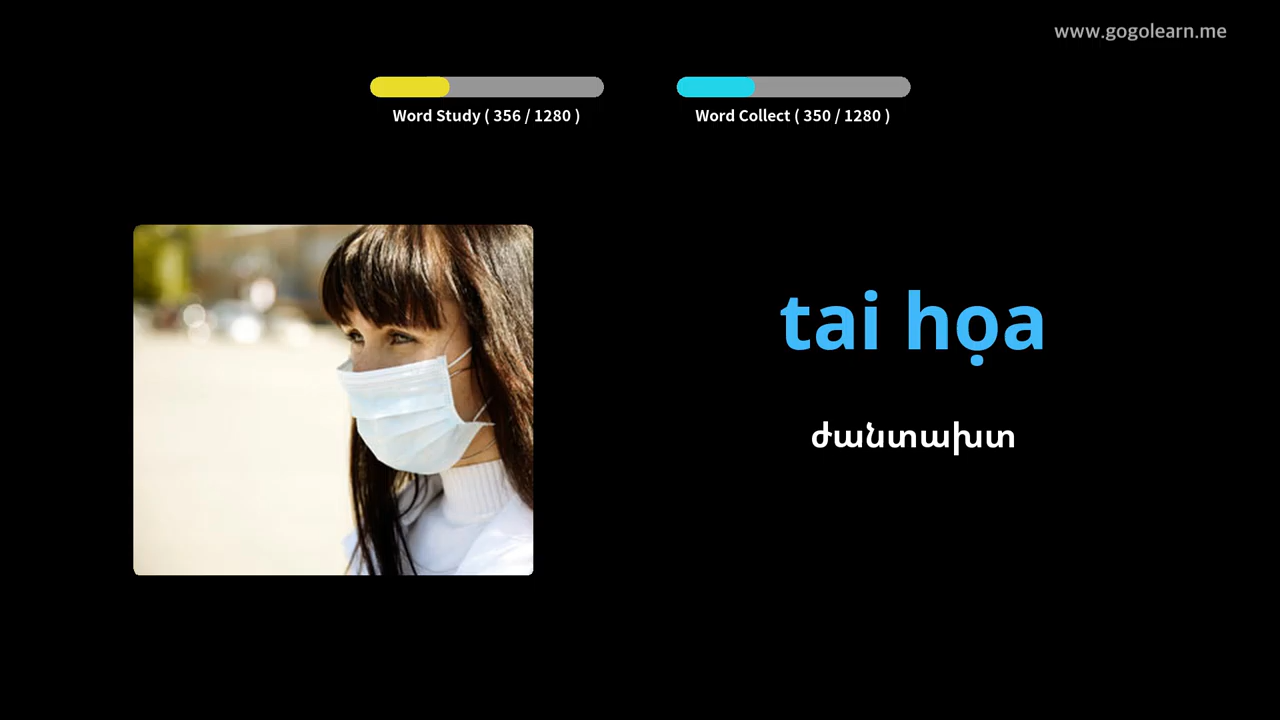 www.gogolearn.me
Word Study ( 356 / 1280 )
Word Collect ( 350 / 1280 )
tai họa
ժանտախտ